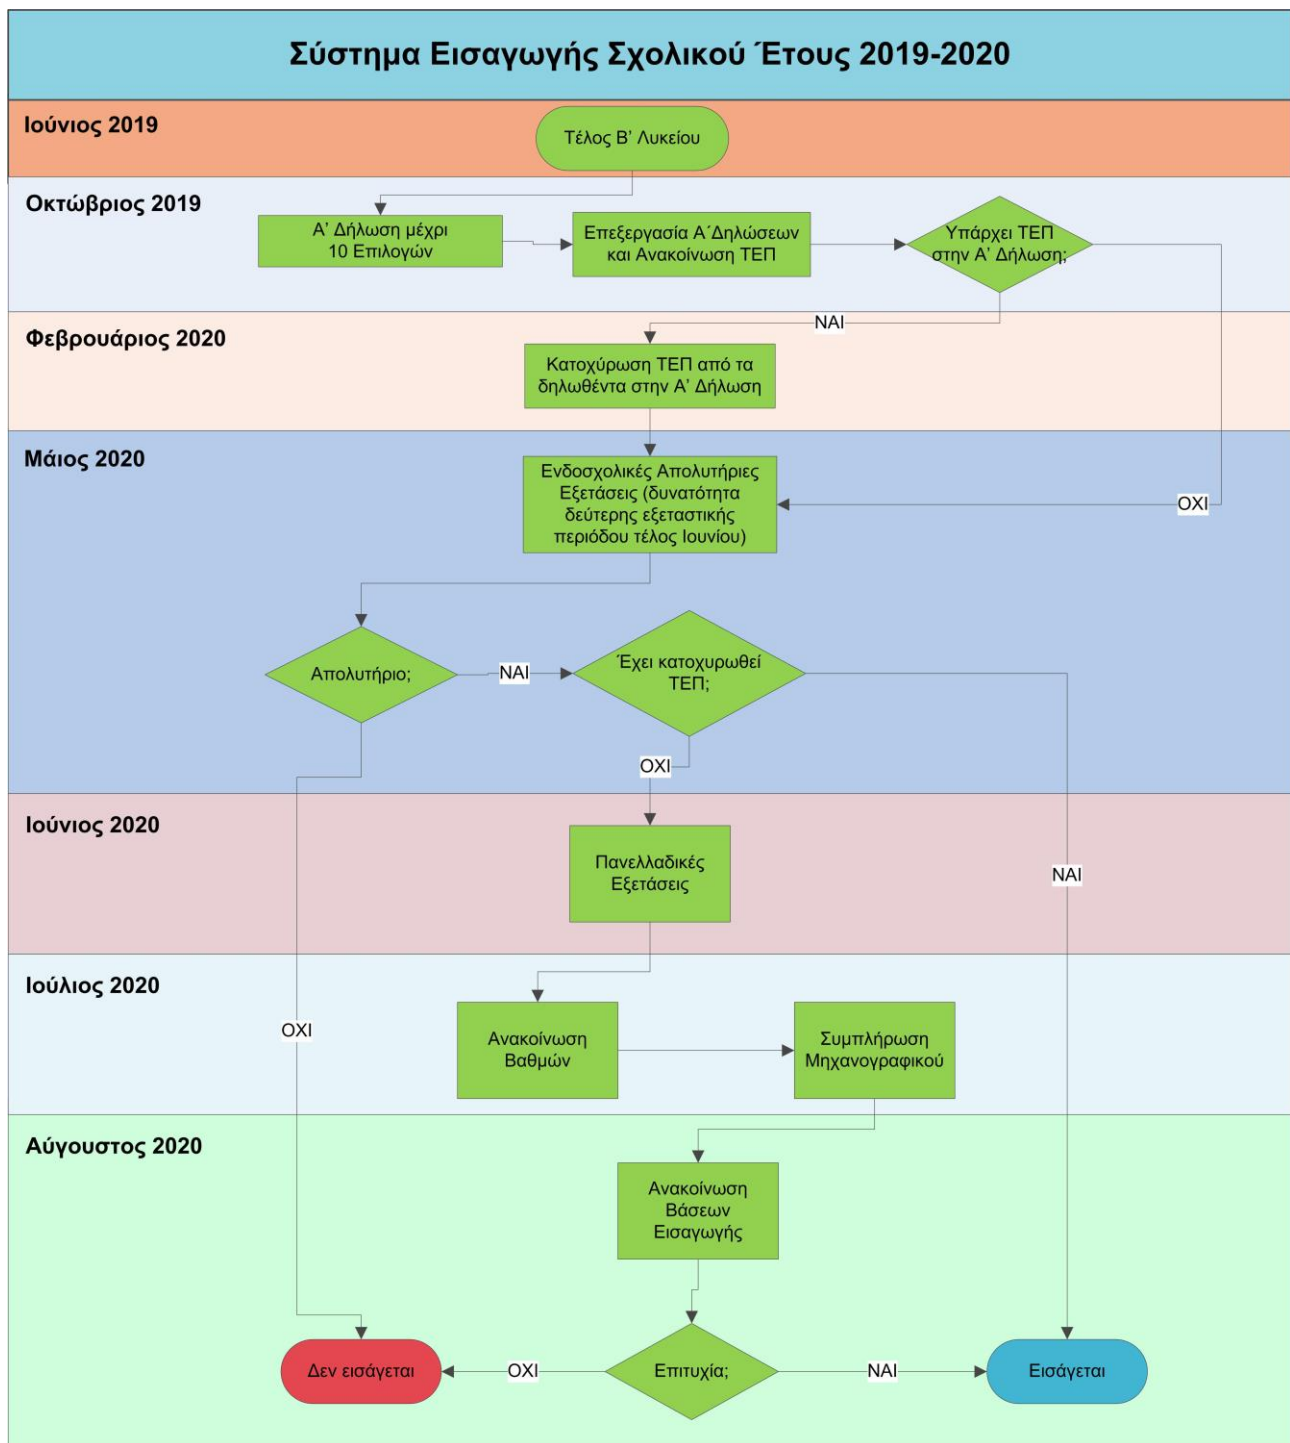 Σύστημα Εισαγωγής Σχολικού Έτους 2019-2020
Ιούνιος 2019
Τέλος Β' Λυκείου
Οκτώβριος 2019
Α' Δήλωση μέχρι
10 Επιλογών
Επεξεργασία Α΄Δηλώσεων
και Ανακοίνωση ΤΕΠ
Υπάρχει ΤΕΠ
στην Α' Δήλωση;
ΝΑΙ
Φεβρουάριος 2020
Κατοχύρωση ΤΕΠ από τα
δηλωθέντα στην Α' Δήλωση
Μάιος 2020
Ενδοσχολικές Απολυτήριες
Εξετάσεις (δυνατότητα
δεύτερης εξεταστικής
περιόδου τέλος Ιουνίου)
ΟΧΙ
Απολυτήριο;
ΝΑΙ
Έχει κατοχυρωθεί
ΤΕΠ;
ΟΧΙ
Ιούνιος 2020
Πανελλαδικές
Εξετάσεις
ΝΑΙ
Ιούλιος 2020
ΟΧΙ
Ανακοίνωση
Βαθμών
Συμπλήρωση
Μηχανογραφικού
Αύγουστος 2020
Ανακοίνωση
Βάσεων
Εισαγωγής
Δεν εισάγεται
ΟΧΙ
Επιτυχία;
ΝΑΙ
Εισάγεται